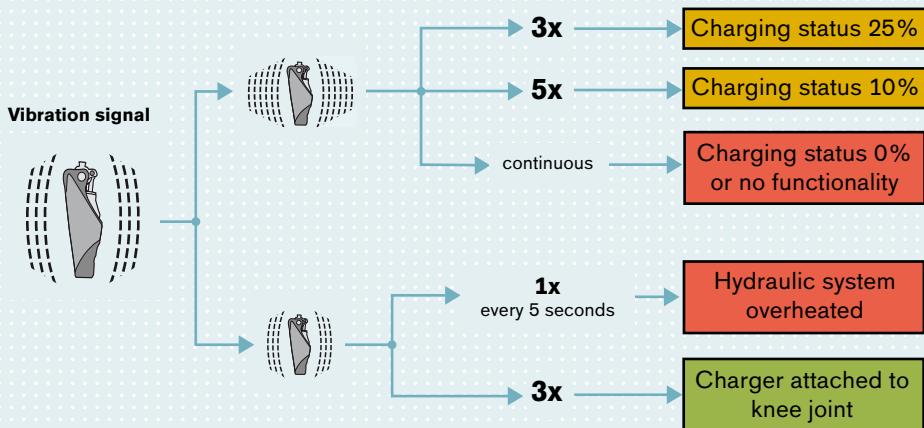 Vibration signal
3x
Charging status 25%
5x
Charging status 10%
continuous
Charging status 0%
or no functionality
1x
every 5 seconds
Hydraulic system
overheated
3x
Charger attached to
knee joint